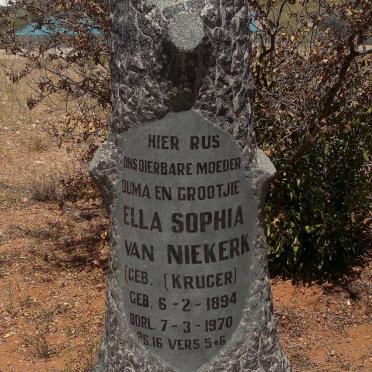 HIER RUS
ONS DIERBARE MOEDER
OUMA EN GROOTJIE
ELLA SOPHIA
VAN NIEKERK
(GEB. (KRUGER)
GEB. 6-2-1894
OORL. 7-3-1970
PS.16 VERS 5+6